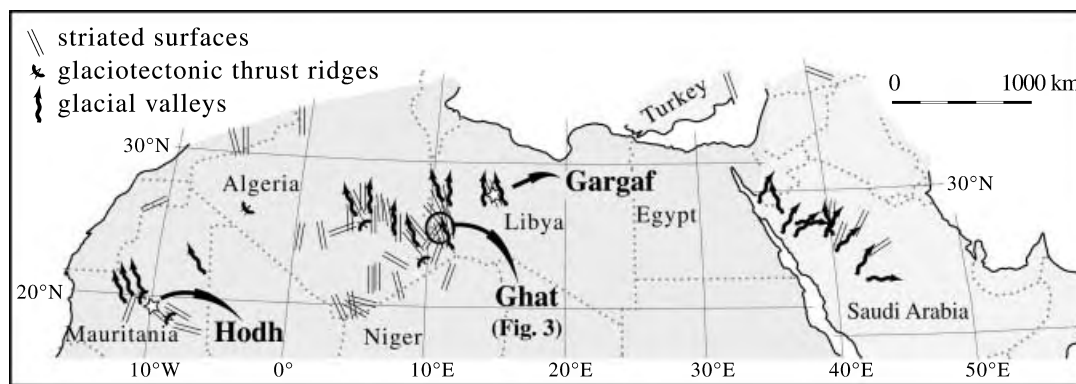 striated surfaces
glaciotectonic thrust ridges
glacial valleys
0 1000 km
Turkey
30°N
Algeria
Gargaf
Libya
Egypt
30°N
20°N
Ghat
(Fig. 3)
Saudi Arabia
Mauritania
Hodh
Niger
10°W 0° 10°E 20°E 30°E 40°E 50°E